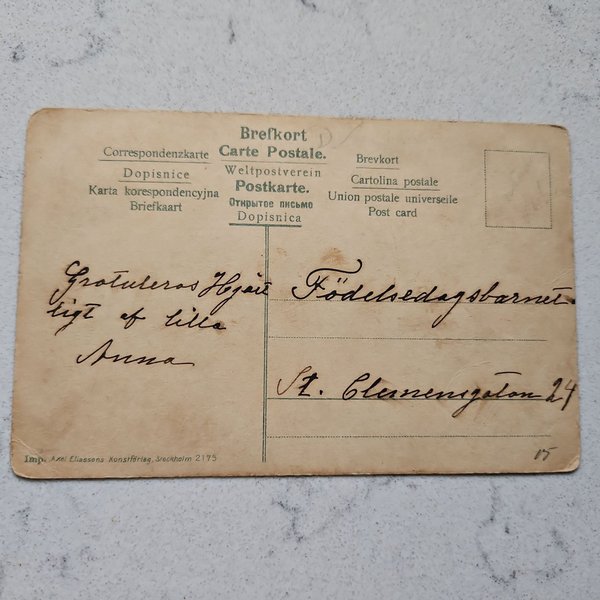 Brefkort
Carte Postale.
Correspondenzkarte
Weltpostverein
Brevkort
Dopisnice
Postkarte.
Cartolina postale
Karta korespondencyjna
Открытое письмо
Union postale universelle
Briefkaart
Dopisnica
Post card
Gratuleras Hjärt
ligt af lilla
Anna
Födelsedagsbarnet.
St. Clemensgatan 24
15
Imp. Axel Eliassons Konstförlag, Stockholm 2175